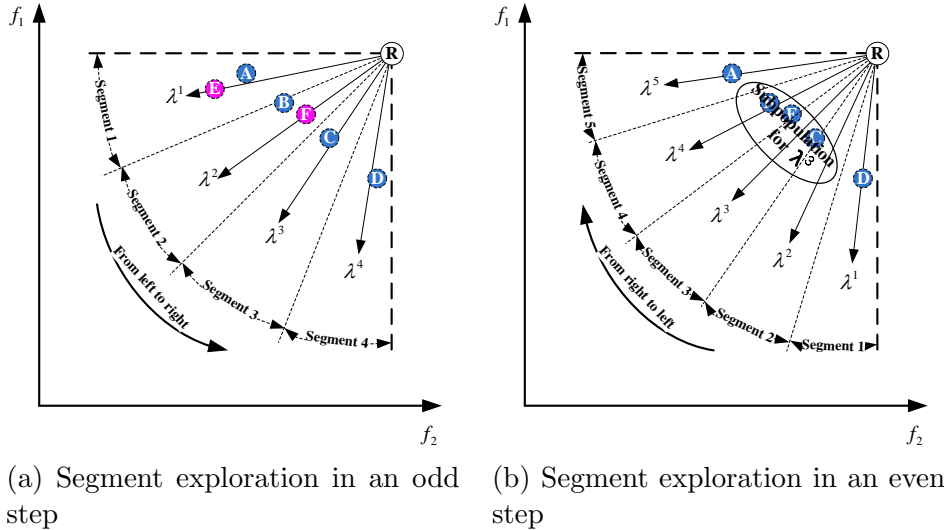 f1
R
A
E
λ1
B
F
C
D
λ2
λ3
λ4
Segment 1
Segment 2
Segment 3
Segment 4
From left to right
f2
(a) Segment exploration in an odd
step
f1
R
A
λ5
Subpopulation
for λ3
F
C
D
λ4
λ3
λ2
λ1
Segment 5
Segment 4
Segment 3
Segment 2
Segment 1
From right to left
f2
(b) Segment exploration in an even
step